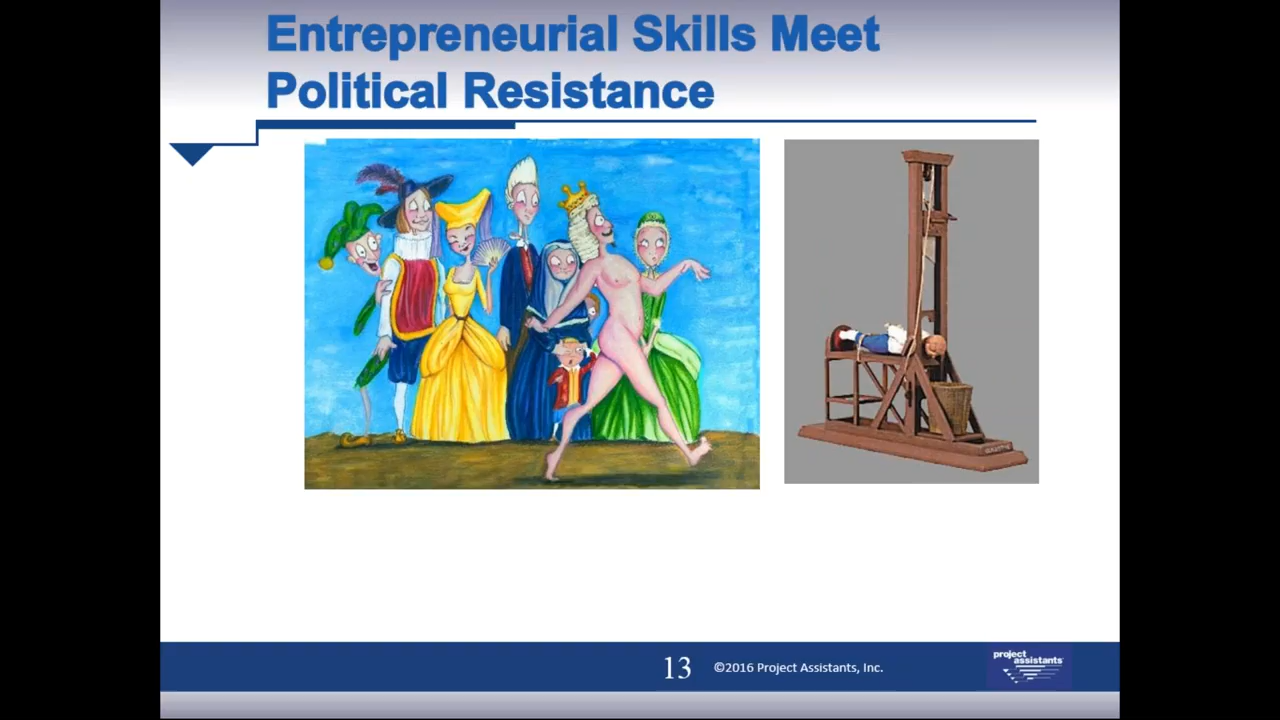 Entrepreneurial Skills Meet
Political Resistance
13
©2016 Project Assistants, Inc.
project
assistants